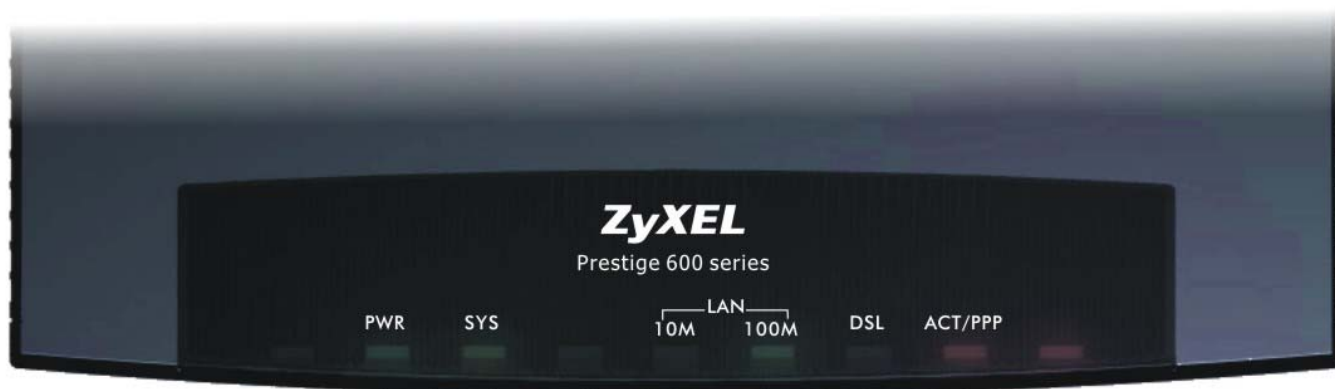 ZyXEL
Prestige 600 series
LAN
PWR SYS 10M 100M DSL ACT/PPP